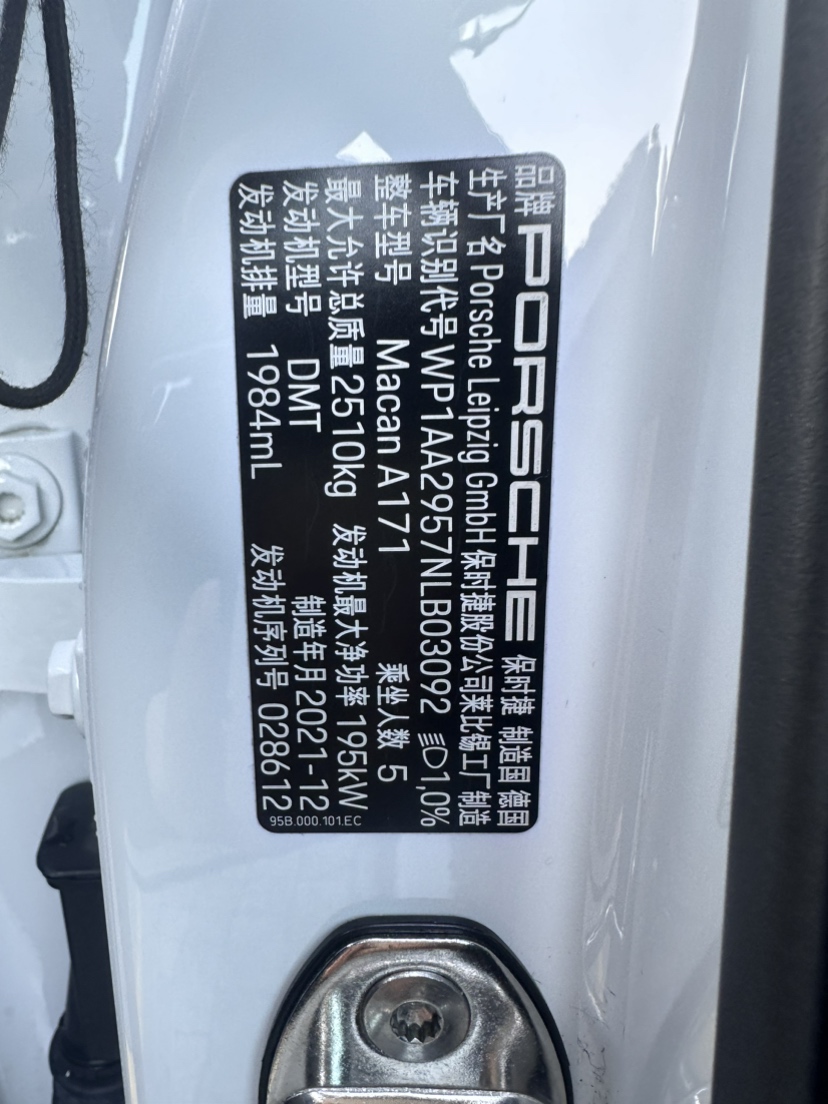 品牌 PORSCHE 保时捷 制造国 德国
生产厂名 Porsche Leipzig GmbH 保时捷股份公司莱比锡工厂制造
车辆识别代号 WP1AA2957NLB03092 1,0%
整车型号 Macan A171 乘坐人数 5
最大允许总质量 2510kg 发动机最大净功率 195kW
发动机型号 DMT 制造年月 2021-12
发动机排量 1984mL 发动机序列号 028612
95B.000.101.EC